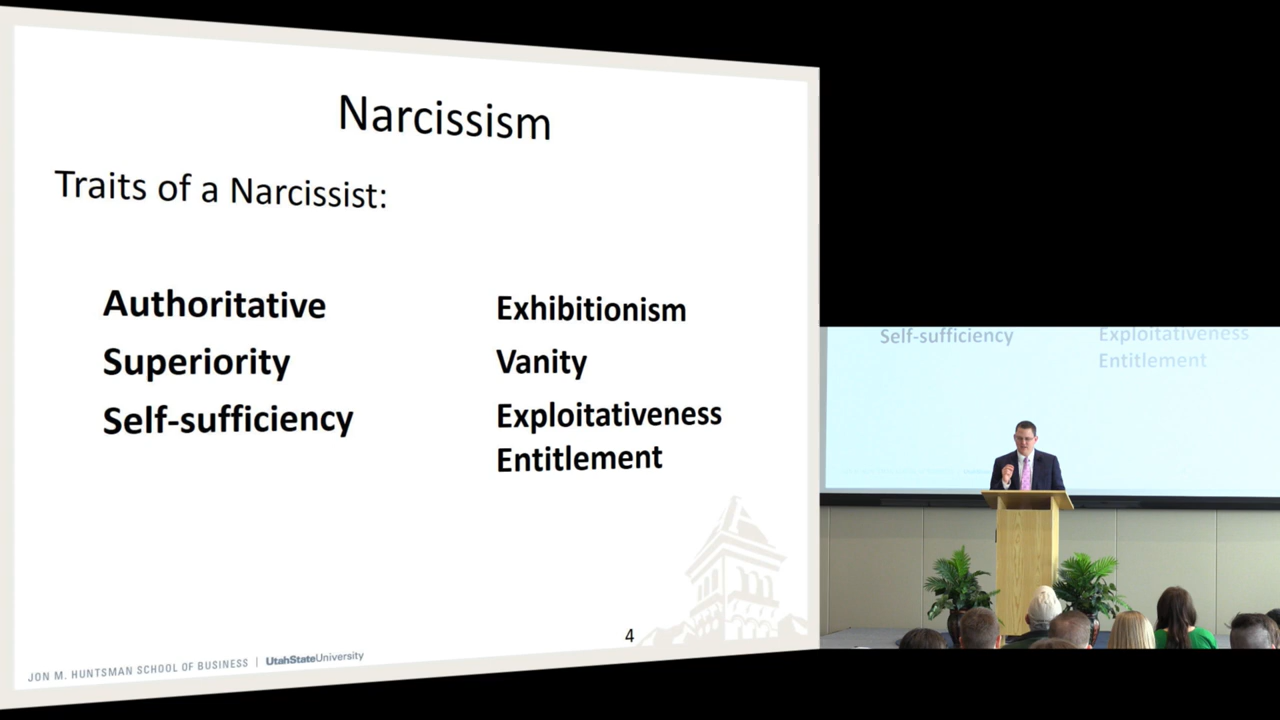 Narcissism
Traits of a Narcissist:
Authoritative
Superiority
Self-sufficiency
Exhibitionism
Vanity
Exploitativeness
Entitlement
4
JON M. HUNTSMAN SCHOOL OF BUSINESS | UtahStateUniversity
Self-sufficiency
Exploitativeness
Entitlement